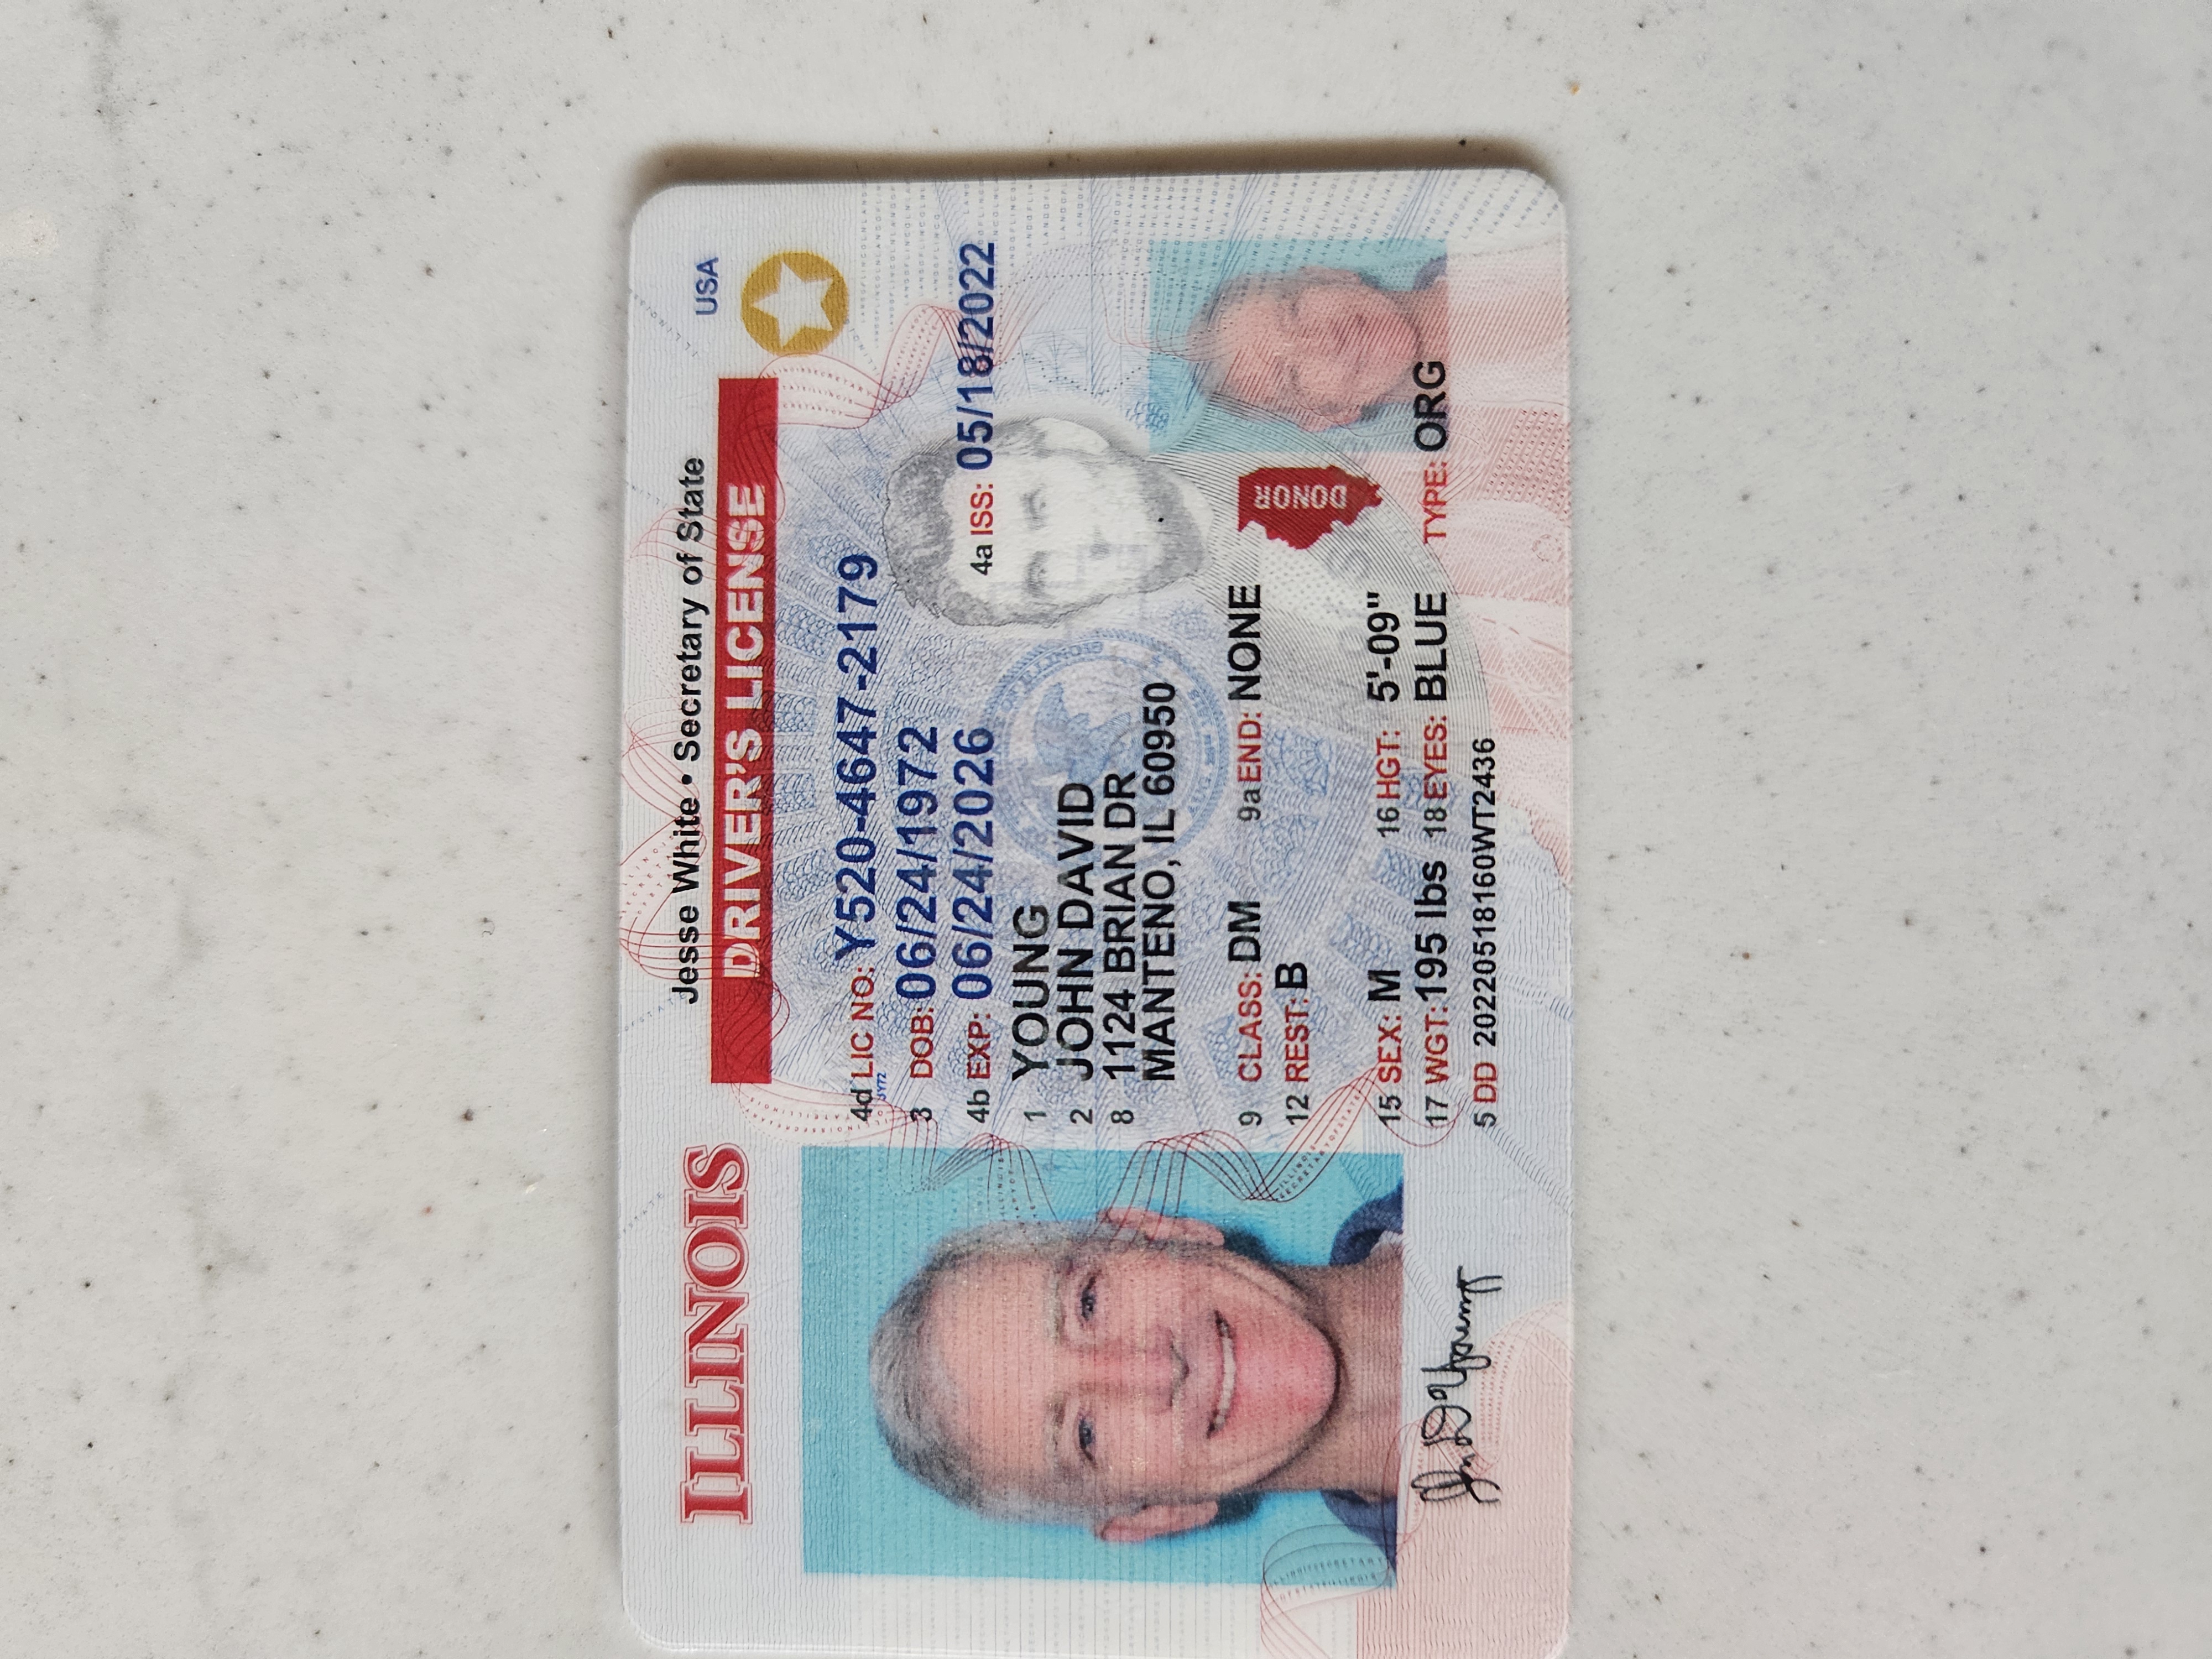 ILLINOIS
Jesse White • Secretary of State
USA
DRIVER'S LICENSE
4d LIC NO: Y520-4647-2179
JY72
3 DOB: 06/24/1972
4b EXP: 06/24/2026
4a ISS: 05/18/2022
1 YOUNG
2 JOHN DAVID
8 1124 BRIAN DR
MANTENO, IL 60950
9 CLASS: DM 9a END: NONE
12 REST: B
DONOR
15 SEX: M 16 HGT: 5'-09"
17 WGT: 195 lbs 18 EYES: BLUE TYPE: ORG
5 DD 20220518160WT2436